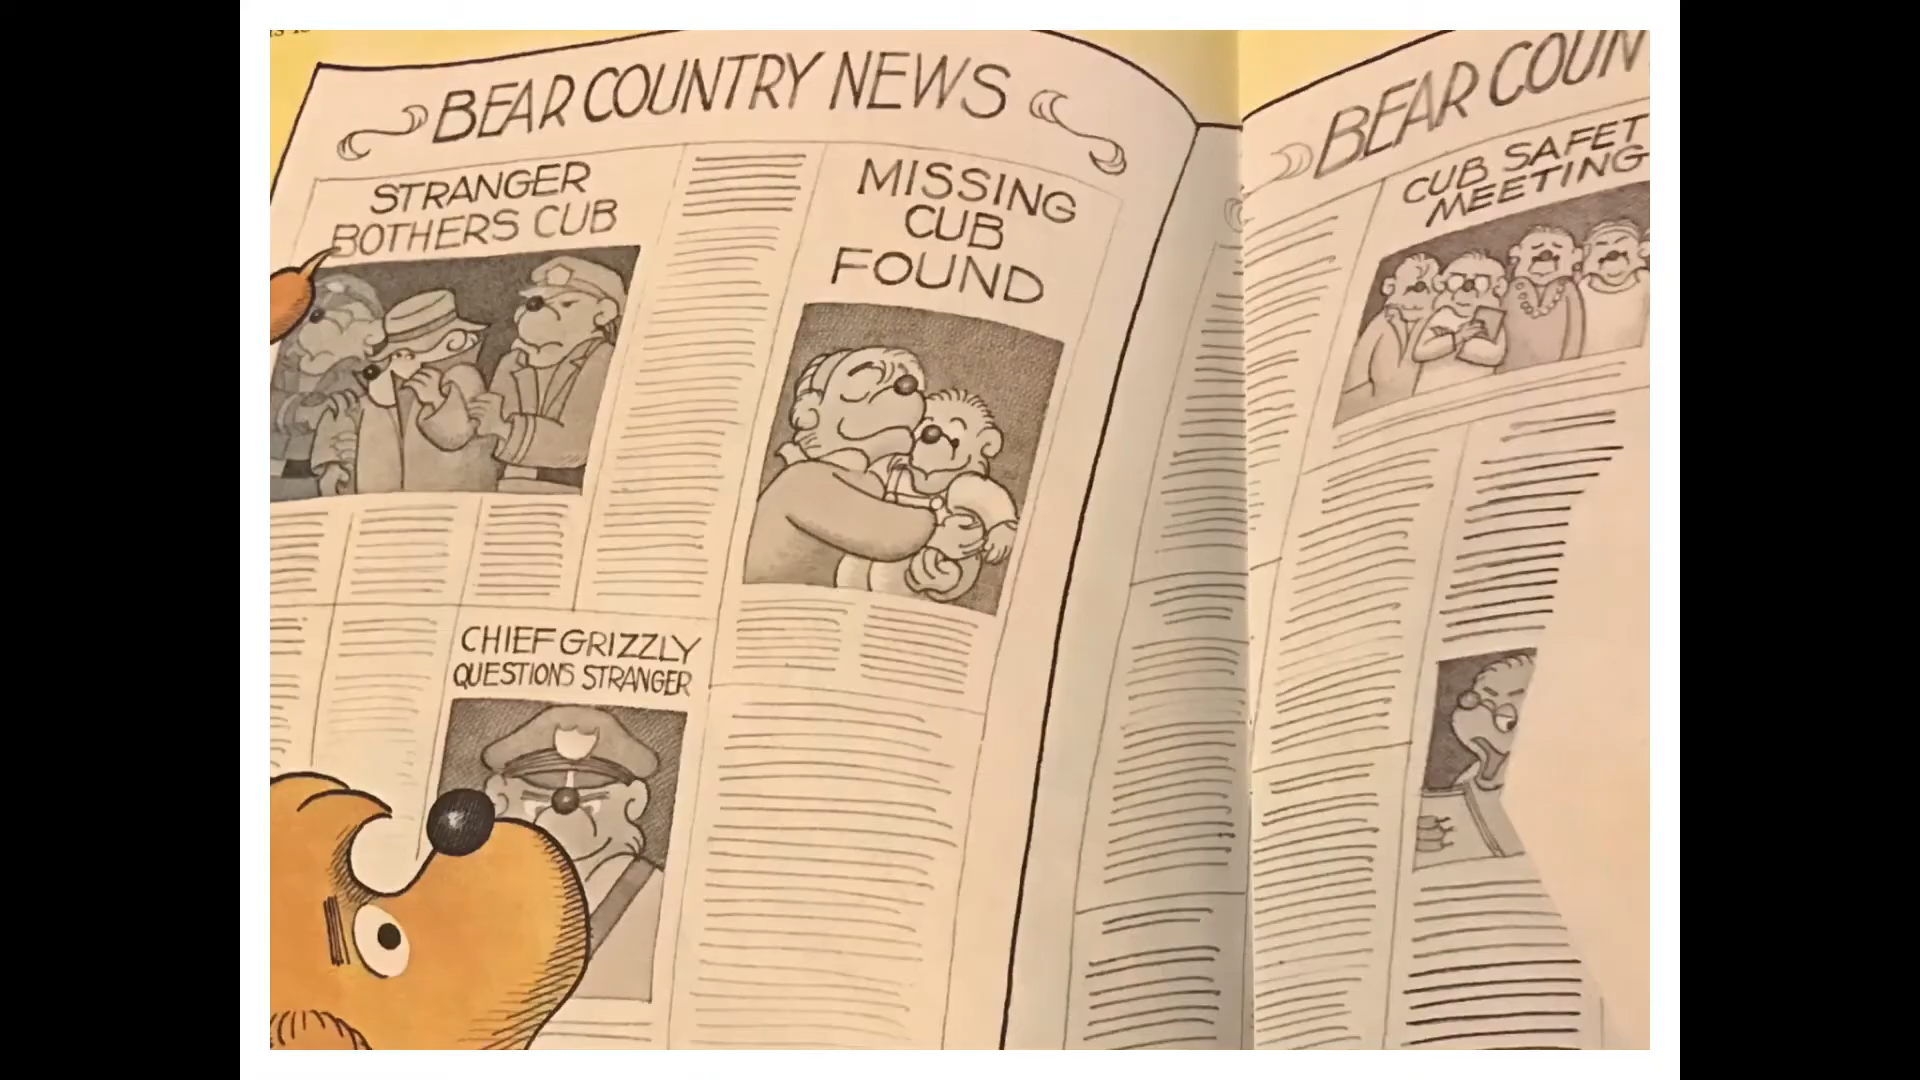 BEAR COUNTRY NEWS
STRANGER
BOTHERS CUB
MISSING
CUB
FOUND
CHIEF GRIZZLY
QUESTIONS STRANGER
BEAR COUN
CUB SAFET
MEETING